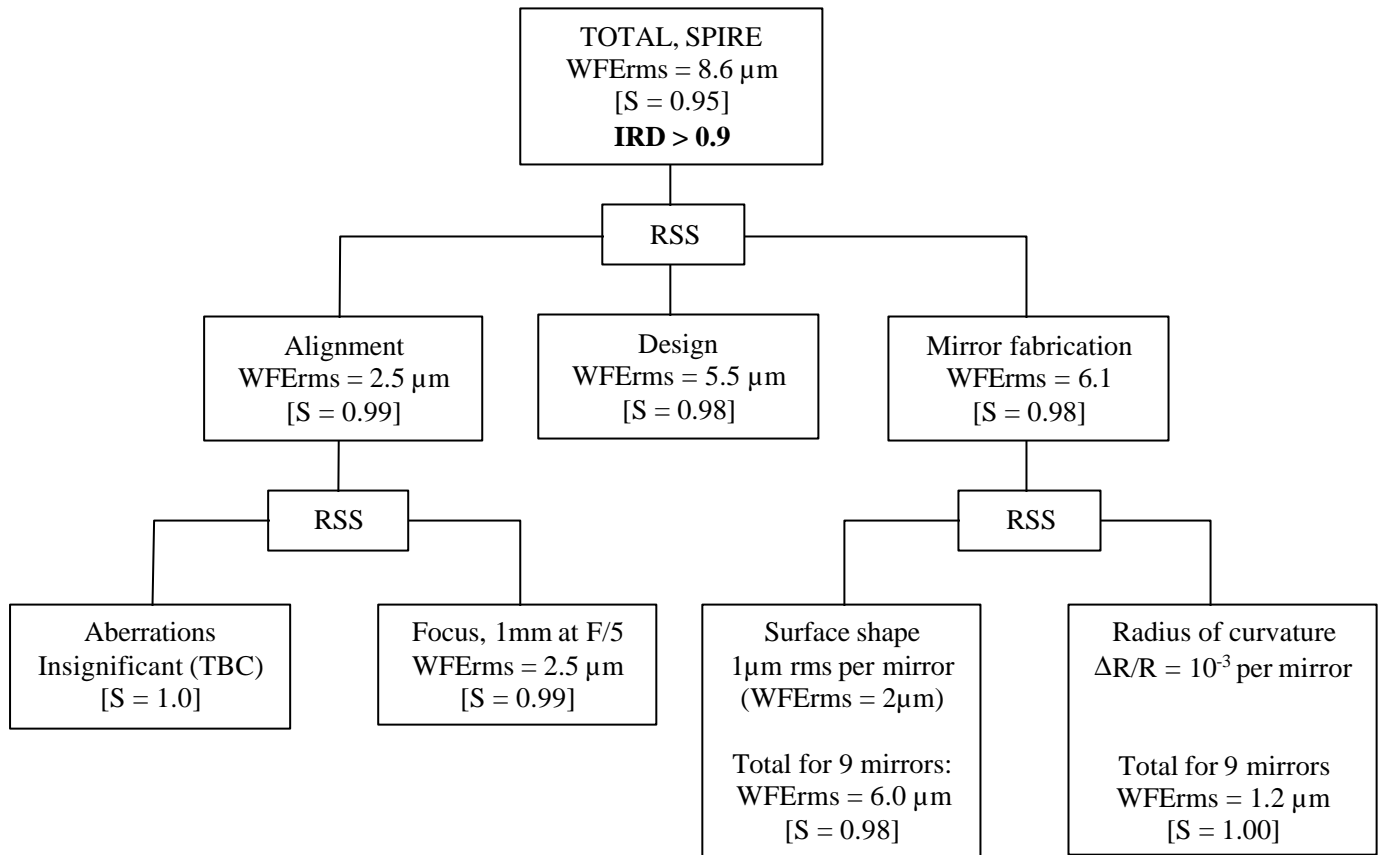 TOTAL, SPIRE
WFErms = 8.6 µm
[S = 0.95]
IRD > 0.9
RSS
Alignment
WFErms = 2.5 µm
[S = 0.99]
Design
WFErms = 5.5 µm
[S = 0.98]
Mirror fabrication
WFErms = 6.1
[S = 0.98]
RSS
RSS
Aberrations
Insignificant (TBC)
[S = 1.0]
Focus, 1mm at F/5
WFErms = 2.5 µm
[S = 0.99]
Surface shape
1µm rms per mirror
(WFErms = 2µm)
Total for 9 mirrors:
WFErms = 6.0 µm
[S = 0.98]
Radius of curvature
ΔR/R = 10⁻³ per mirror
Total for 9 mirrors
WFErms = 1.2 µm
[S = 1.00]